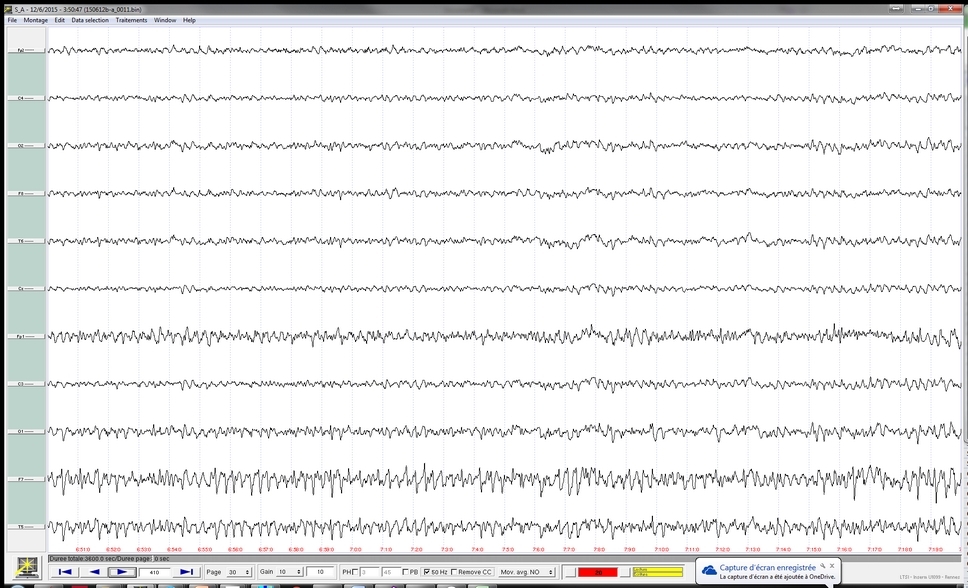 S_A - 12/6/2015 - 3:50:47 (150612b-a_0011.bin)
File Montage Edit Data selection Traitements Window Help
Fp2
C4
O2
F8
T6
Cz
Fp1
C3
O1
F7
T5
6:51.0 6:52.0 6:53.0 6:54.0 6:55.0 6:57.0 6:58.0 6:59.0 7:0.0 7:1.0 7:2.0 7:3.0 7:4.0 7:5.0 7:6.0 7:7.0 7:8.0 7:9.0 7:10.0 7:11.0 7:12.0 7:13.0 7:14.0 7:15.0 7:16.0 7:17.0 7:18.0 7:19.0
Duree totale:3600.0 sec/Duree page: 30 sec
410 Page 30 Gain 10 10 PH 3 45 PB 50 Hz Remove CC Mov. avg. NO
Capture d'écran enregistrée
La capture d'écran a été ajoutée à OneDrive.